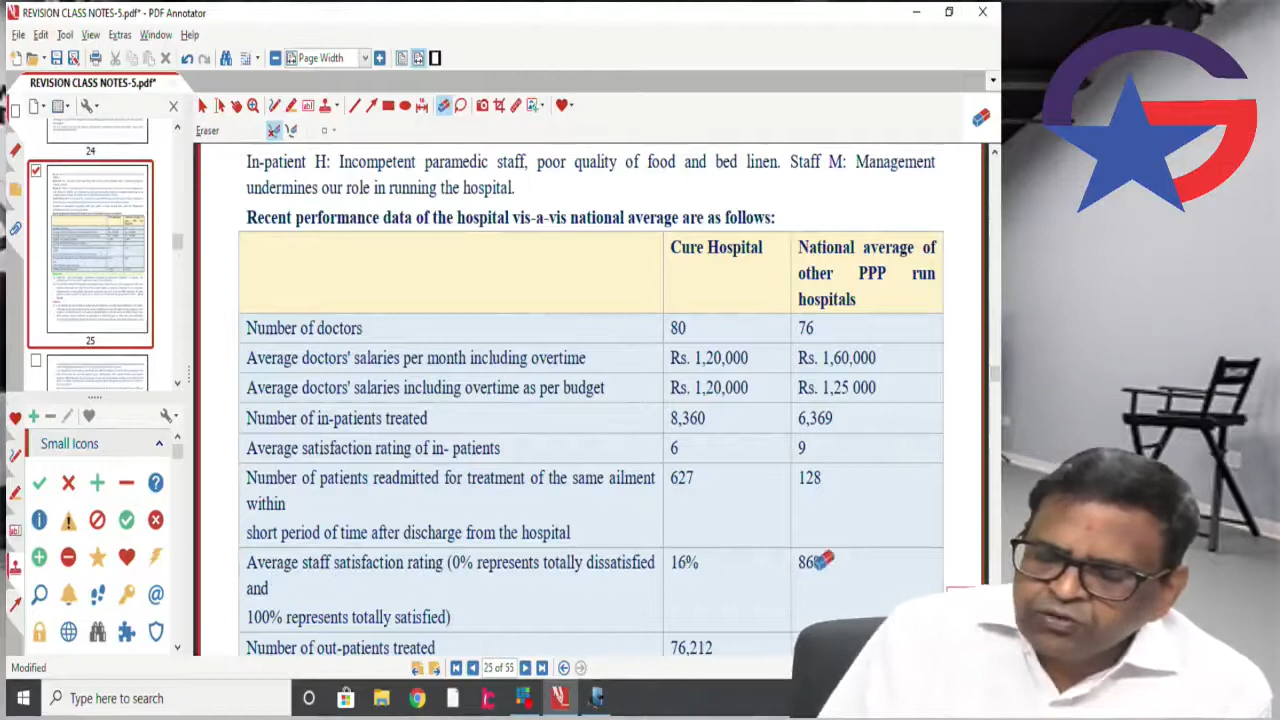 REVISION CLASS NOTES-5.pdf* - PDF Annotator
File Edit Tool View Extras Window Help
Page Width
REVISION CLASS NOTES-5.pdf*
Eraser
24
25
Small Icons
In-patient H: Incompetent paramedic staff, poor quality of food and bed linen. Staff M: Management
undermines our role in running the hospital.
Recent performance data of the hospital vis-a-vis national average are as follows:
Cure Hospital
National average of
other PPP run
hospitals
Number of doctors 80 76
Average doctors' salaries per month including overtime Rs. 1,20,000 Rs. 1,60,000
Average doctors' salaries including overtime as per budget Rs. 1,20,000 Rs. 1,25 000
Number of in-patients treated 8,360 6,369
Average satisfaction rating of in- patients 6 9
Number of patients readmitted for treatment of the same ailment 627 128
within
short period of time after discharge from the hospital
Average staff satisfaction rating (0% represents totally dissatisfied 16% 86
and
100% represents totally satisfied)
Number of out-patients treated 76,212
Modified
25 of 55
Type here to search